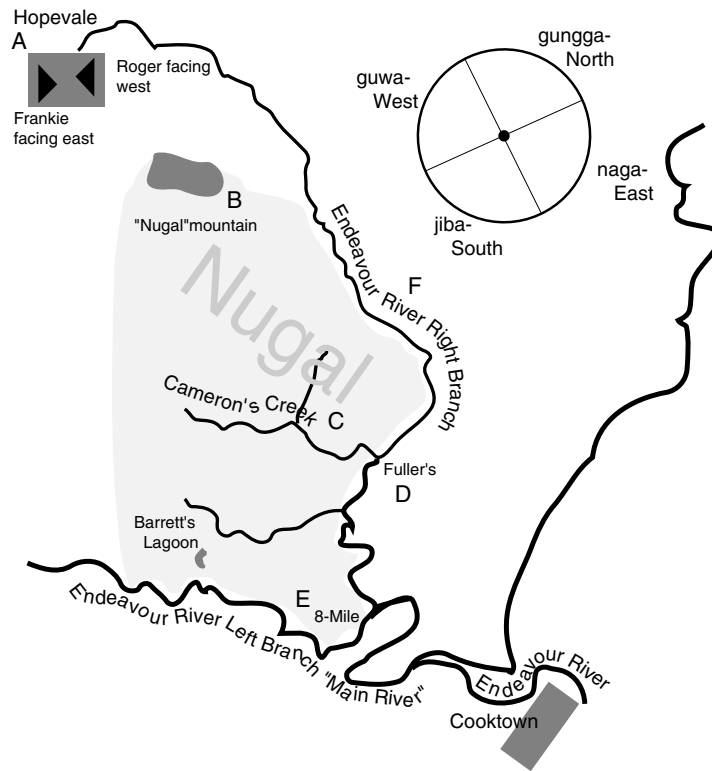 Hopevale
A
Roger facing
west
Frankie
facing east
gungga-
North
guwa-
West
naga-
East
jiba-
South
B
"Nugal"mountain
Nugal
Endeavour River Right Branch
F
Cameron's Creek
C
Fuller's
D
Barrett's
Lagoon
E
8-Mile
Endeavour River Left Branch "Main River"
Endeavour River
Cooktown